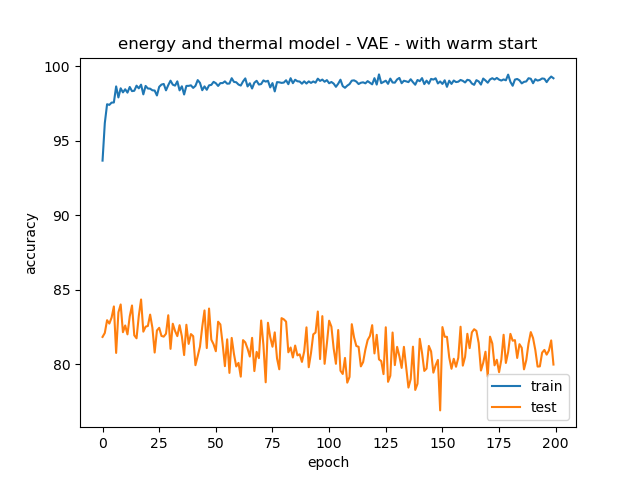 energy and thermal model - VAE - with warm start
100
95
90
85
80
accuracy
0 25 50 75 100 125 150 175 200
epoch
train
test